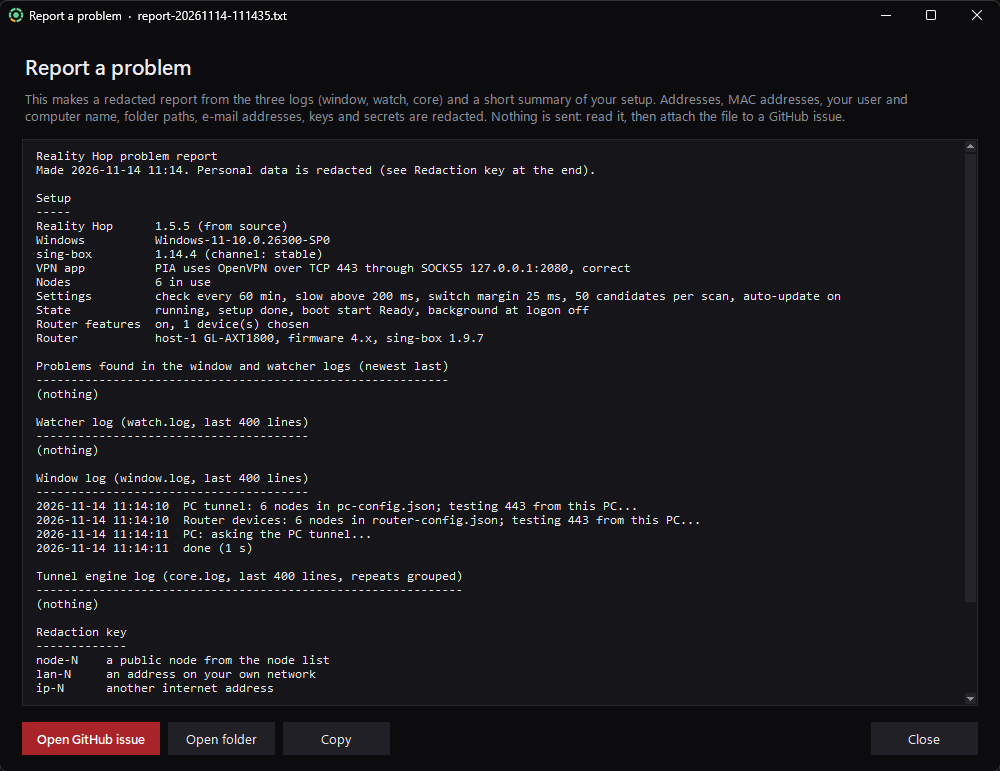 Report a problem · report-20261114-111435.txt
Report a problem
This makes a redacted report from the three logs (window, watch, core) and a short summary of your setup. Addresses, MAC addresses, your user and
computer name, folder paths, e-mail addresses, keys and secrets are redacted. Nothing is sent: read it, then attach the file to a GitHub issue.
Reality Hop problem report
Made 2026-11-14 11:14. Personal data is redacted (see Redaction key at the end).
Setup
-----
Reality Hop      1.5.5 (from source)
Windows          Windows-11-10.0.26300-SP0
sing-box         1.14.4 (channel: stable)
VPN app          PIA uses OpenVPN over TCP 443 through SOCKS5 127.0.0.1:2080, correct
Nodes            6 in use
Settings         check every 60 min, slow above 200 ms, switch margin 25 ms, 50 candidates per scan, auto-update on
State            running, setup done, boot start Ready, background at logon off
Router features  on, 1 device(s) chosen
Router           host-1 GL-AXT1800, firmware 4.x, sing-box 1.9.7
Problems found in the window and watcher logs (newest last)
-----------------------------------------------------------
(nothing)
Watcher log (watch.log, last 400 lines)
---------------------------------------
(nothing)
Window log (window.log, last 400 lines)
---------------------------------------
2026-11-14 11:14:10  PC tunnel: 6 nodes in pc-config.json; testing 443 from this PC...
2026-11-14 11:14:10  Router devices: 6 nodes in router-config.json; testing 443 from this PC...
2026-11-14 11:14:11  PC: asking the PC tunnel...
2026-11-14 11:14:11  done (1 s)
Tunnel engine log (core.log, last 400 lines, repeats grouped)
-------------------------------------------------------------
(nothing)
Redaction key
-------------
node-N    a public node from the node list
lan-N     an address on your own network
ip-N      another internet address
Open GitHub issue
Open folder
Copy
Close